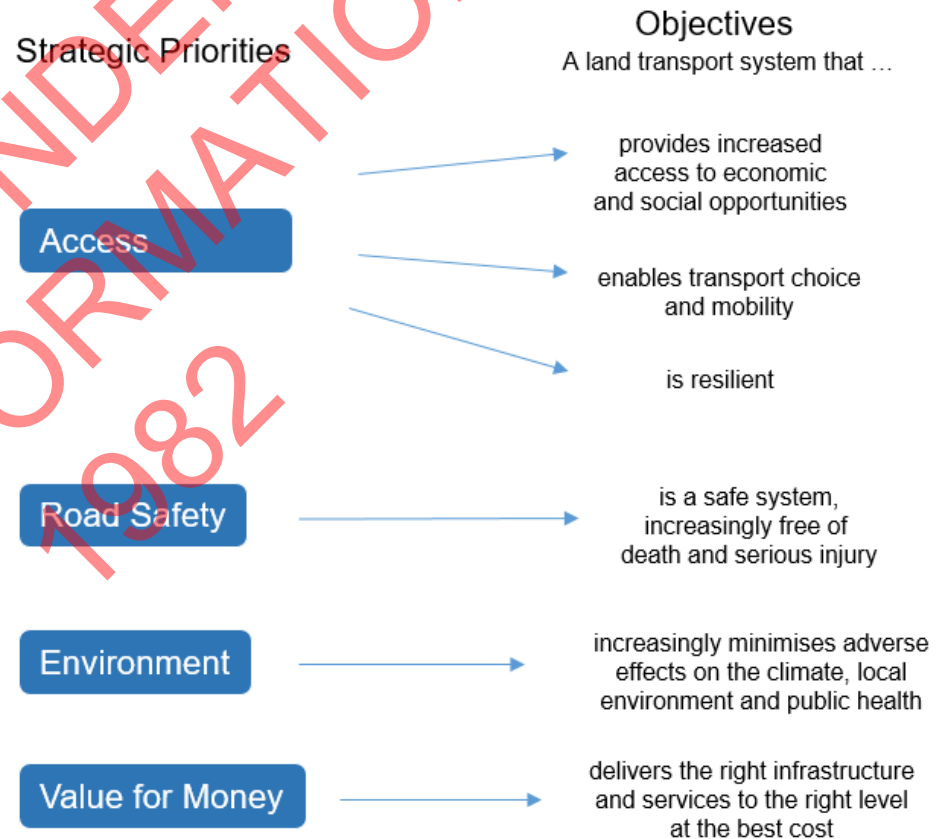 Strategic Priorities
Objectives
A land transport system that …
Access
provides increased
access to economic
and social opportunities
enables transport choice
and mobility
is resilient
Road Safety
is a safe system,
increasingly free of
death and serious injury
Environment
increasingly minimises adverse
effects on the climate, local
environment and public health
Value for Money
delivers the right infrastructure
and services to the right level
at the best cost
1982